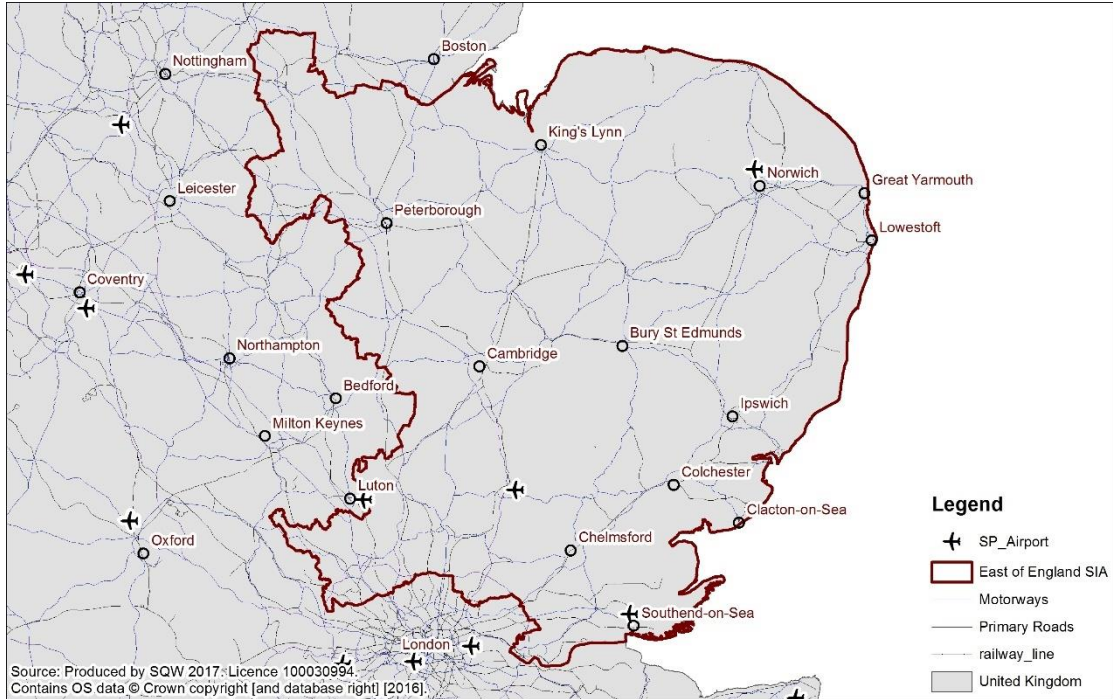 Boston
Nottingham
King's Lynn
Norwich
Great Yarmouth
Leicester
Peterborough
Lowestoft
Coventry
Bury St Edmunds
Northampton
Cambridge
Bedford
Ipswich
Milton Keynes
Colchester
Luton
Clacton-on-Sea
Chelmsford
Oxford
Southend-on-Sea
London
Legend
SP_Airport
East of England SIA
Motorways
Primary Roads
railway_line
United Kingdom
Source: Produced by SQW 2017. Licence 100030994.
Contains OS data © Crown copyright [and database right] [2016].